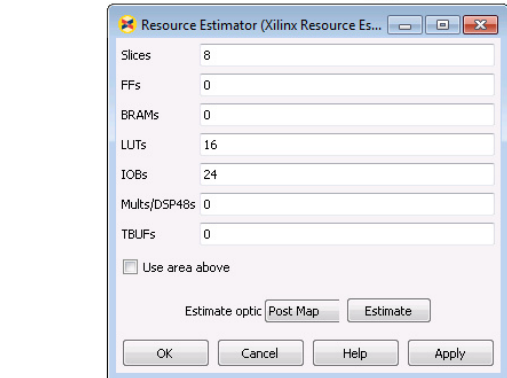 Resource Estimator (Xilinx Resource Es...
Slices 8
FFs 0
BRAMs 0
LUTs 16
IOBs 24
Mults/DSP48s 0
TBUFs 0
Use area above
Estimate optic Post Map Estimate
OK Cancel Help Apply